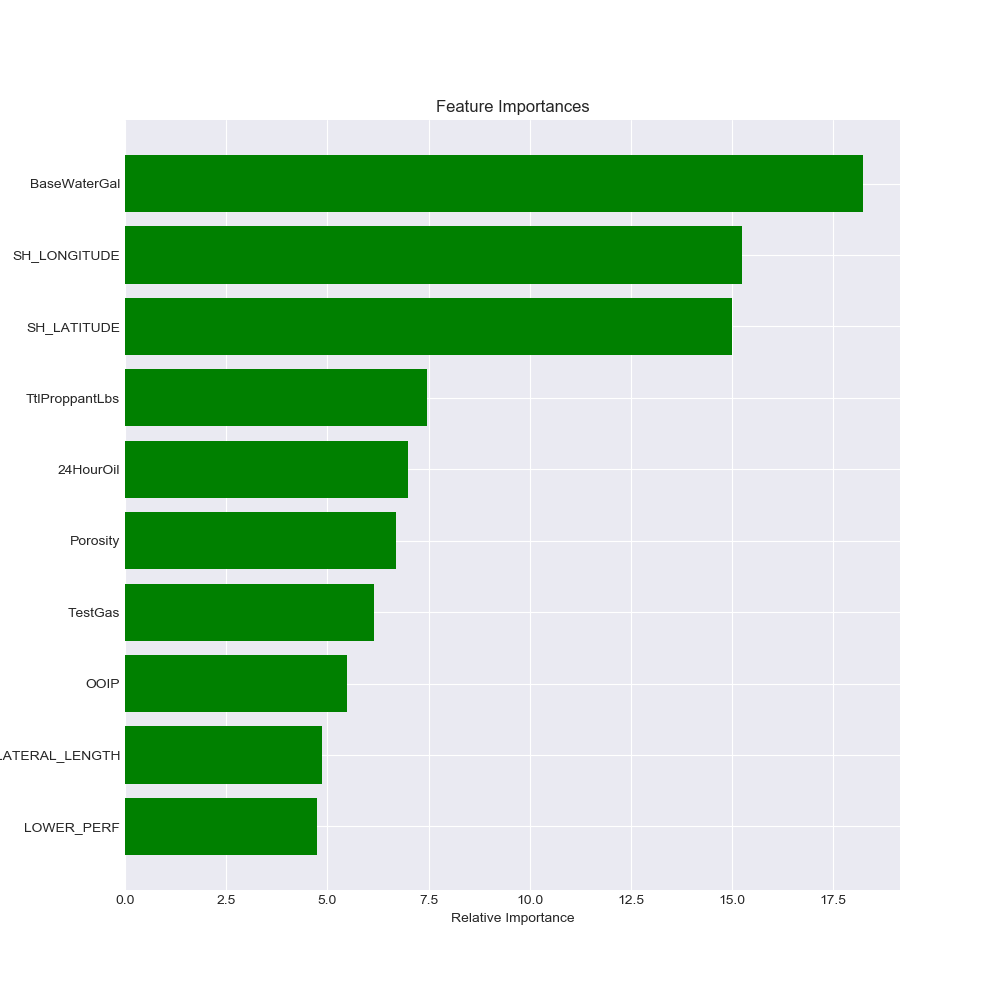 Feature Importances
BaseWaterGal
SH_LONGITUDE
SH_LATITUDE
TtlProppantLbs
24HourOil
Porosity
TestGas
OOIP
LATERAL_LENGTH
LOWER_PERF
0.0 2.5 5.0 7.5 10.0 12.5 15.0 17.5
Relative Importance